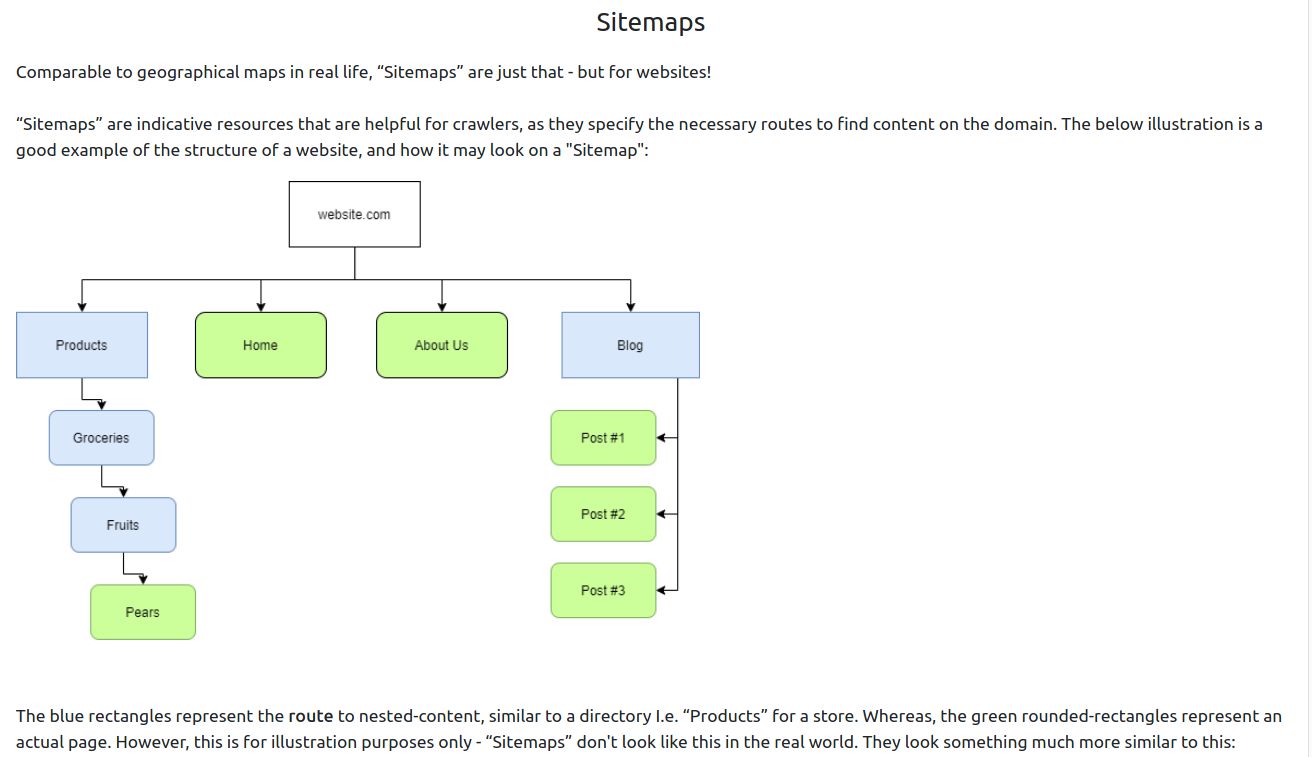 Sitemaps
Comparable to geographical maps in real life, “Sitemaps” are just that - but for websites!
“Sitemaps” are indicative resources that are helpful for crawlers, as they specify the necessary routes to find content on the domain. The below illustration is a
good example of the structure of a website, and how it may look on a "Sitemap":
website.com
Products
Home
About Us
Blog
Groceries
Post #1
Fruits
Post #2
Post #3
Pears
The blue rectangles represent the route to nested-content, similar to a directory I.e. “Products” for a store. Whereas, the green rounded-rectangles represent an
actual page. However, this is for illustration purposes only - “Sitemaps” don't look like this in the real world. They look something much more similar to this: